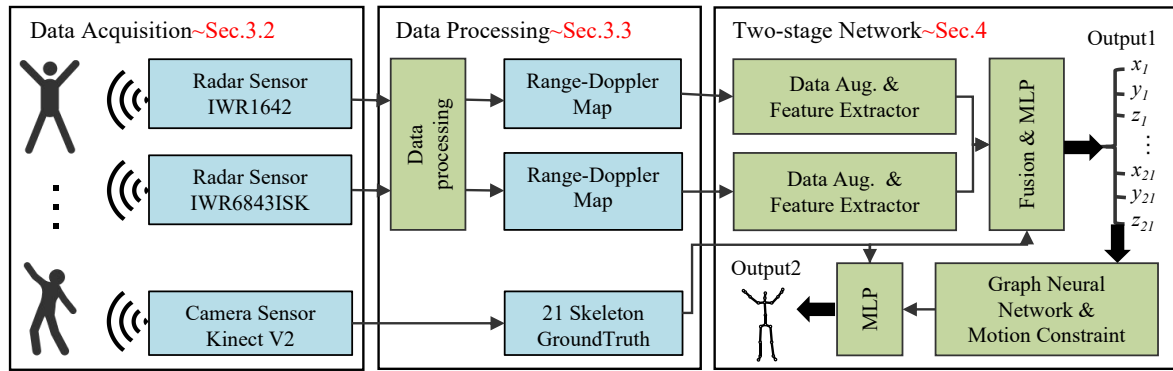 Data Acquisition~Sec.3.2
Radar Sensor
IWR1642
Radar Sensor
IWR6843ISK
Camera Sensor
Kinect V2
Data Processing~Sec.3.3
Data
processing
Range-Doppler
Map
Range-Doppler
Map
21 Skeleton
GroundTruth
Two-stage Network~Sec.4
Data Aug. &
Feature Extractor
Data Aug. &
Feature Extractor
Fusion & MLP
Output1
x1
y1
z1
⋮
x21
y21
z21
Graph Neural
Network &
Motion Constraint
MLP
Output2